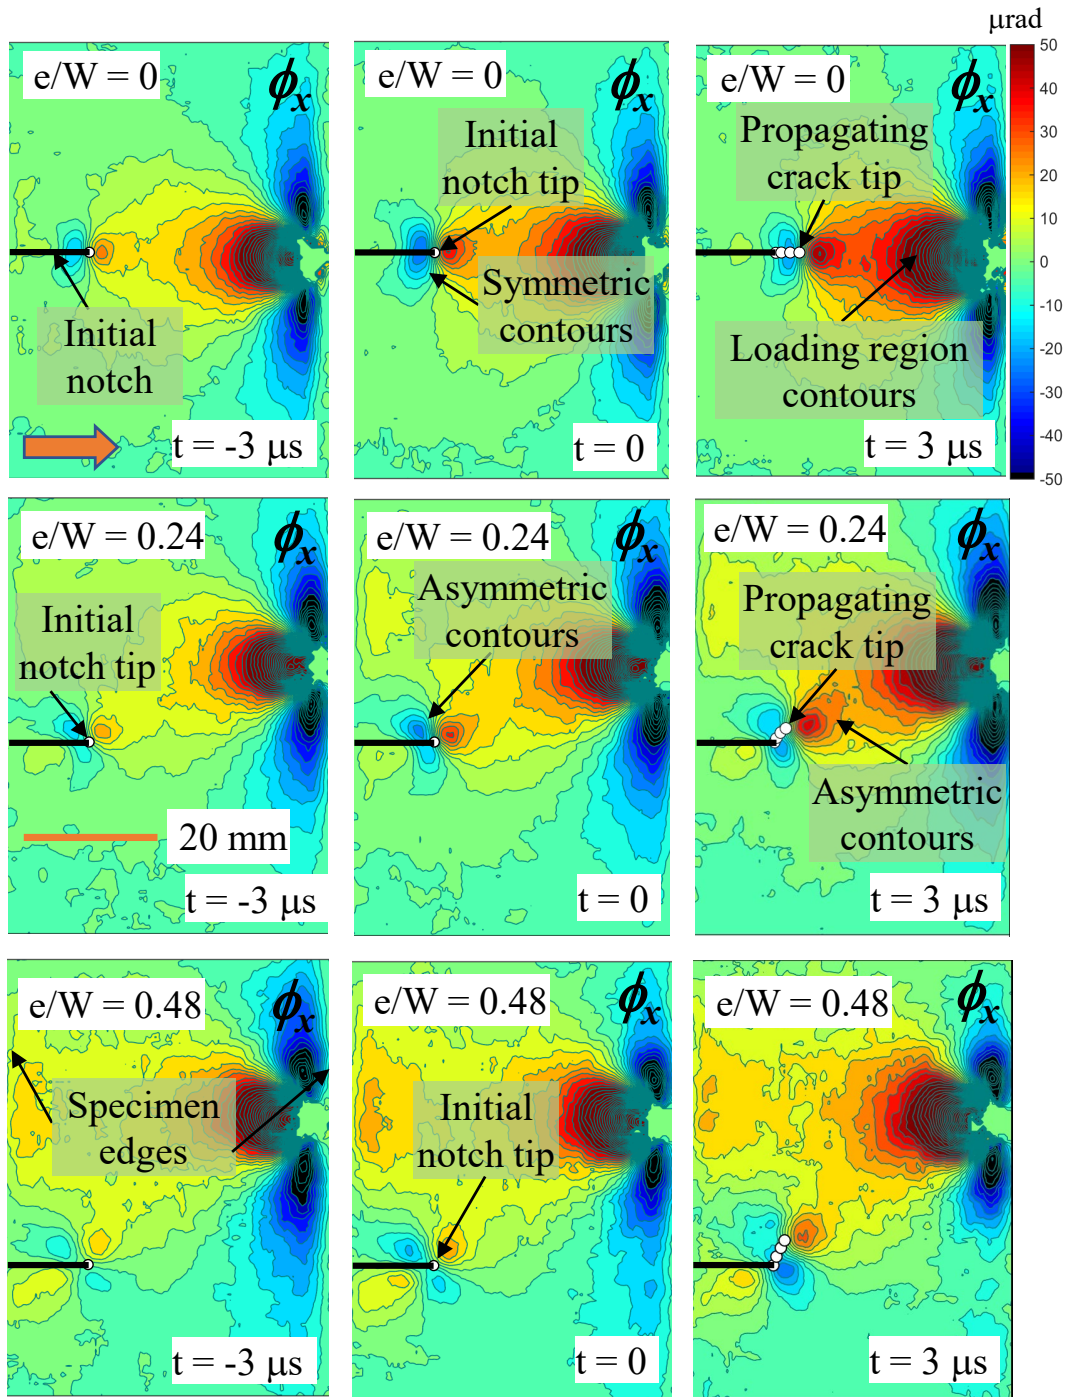 μrad
e/W = 0
ϕx
Initial
notch
t = -3 μs
e/W = 0
ϕx
Initial
notch tip
Symmetric
contours
t = 0
e/W = 0
ϕx
Propagating
crack tip
Loading region
contours
t = 3 μs
50
40
30
20
10
0
-10
-20
-30
-40
-50
e/W = 0.24
ϕx
Initial
notch tip
20 mm
t = -3 μs
e/W = 0.24
ϕx
Asymmetric
contours
t = 0
e/W = 0.24
ϕx
Propagating
crack tip
Asymmetric
contours
t = 3 μs
e/W = 0.48
ϕx
Specimen
edges
t = -3 μs
e/W = 0.48
ϕx
Initial
notch tip
t = 0
e/W = 0.48
ϕx
t = 3 μs